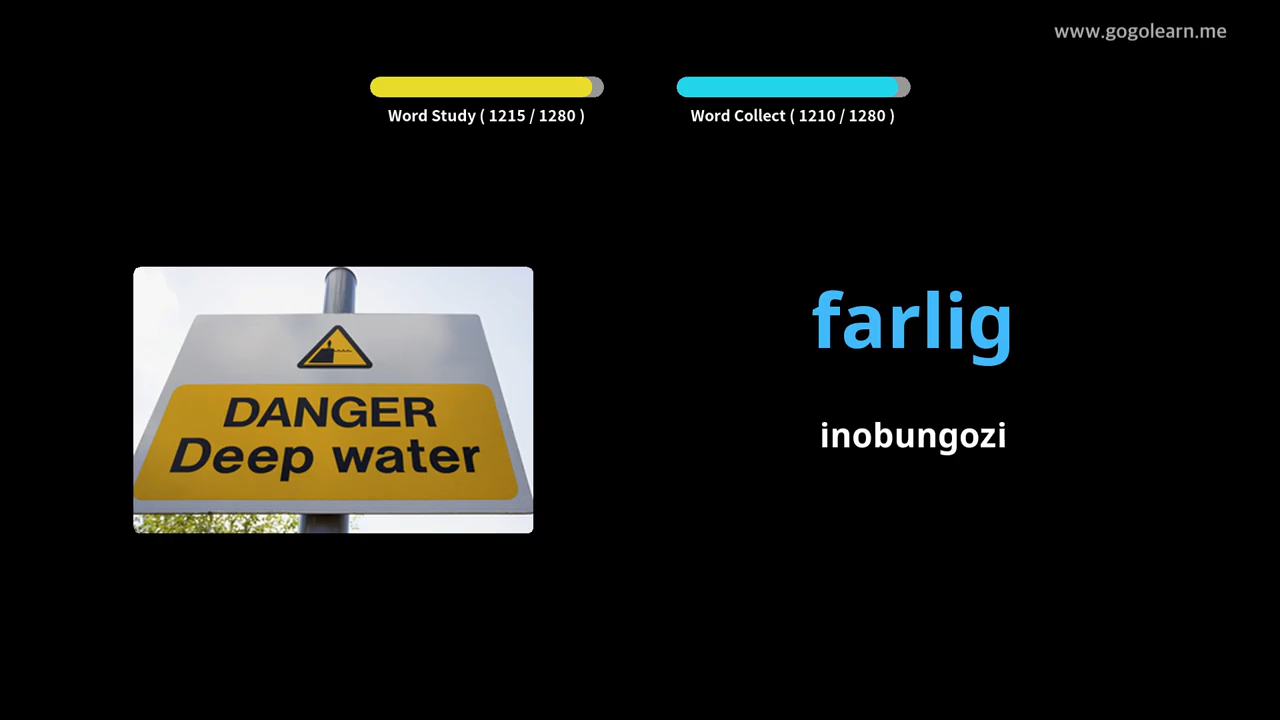 www.gogolearn.me
Word Study ( 1215 / 1280 )
Word Collect ( 1210 / 1280 )
DANGER
Deep water
farlig
inobungozi